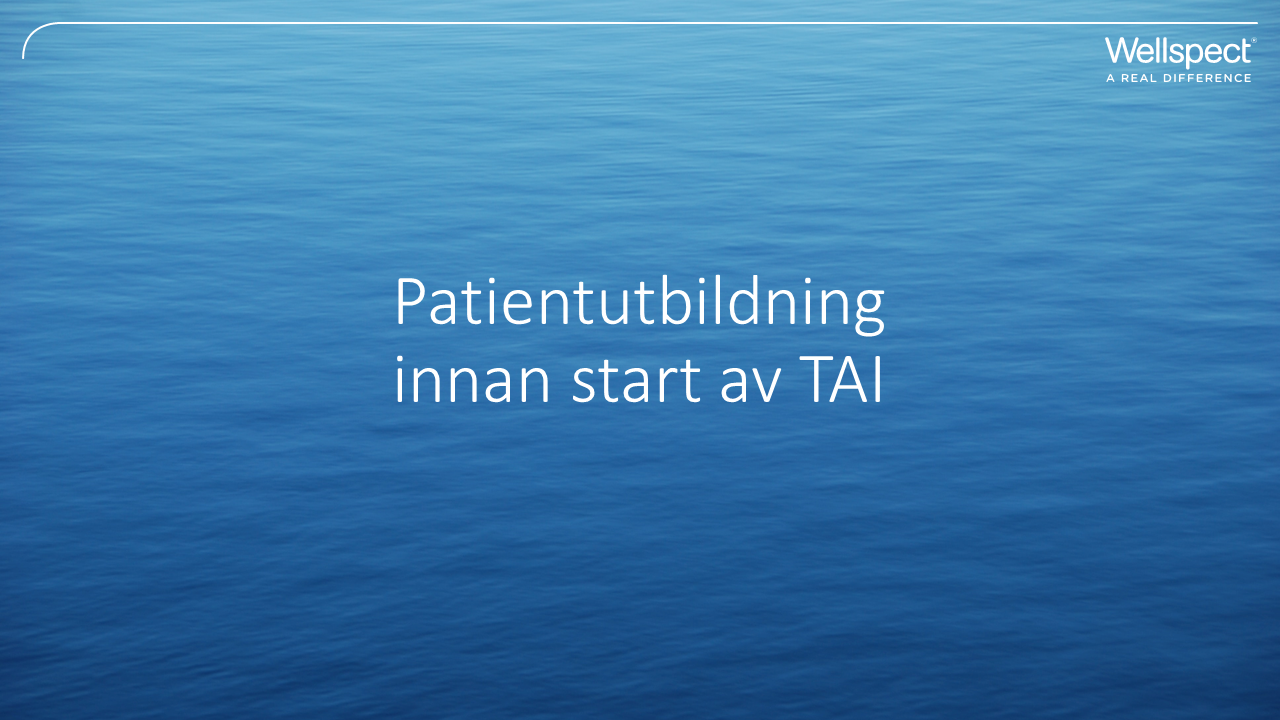 Wellspect®
A REAL DIFFERENCE
Patientutbildning
innan start av TAI